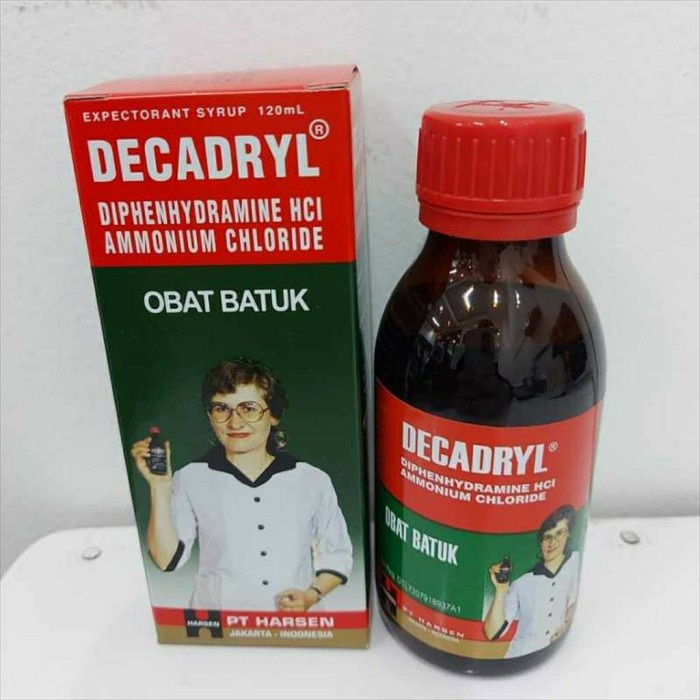 EXPECTORANT SYRUP 120mL
DECADRYL®
DIPHENHYDRAMINE HCl
AMMONIUM CHLORIDE
OBAT BATUK
HARSEN
PT HARSEN
JAKARTA - INDONESIA
DECADRYL®
DIPHENHYDRAMINE HCl
AMMONIUM CHLORIDE
OBAT BATUK
PT HARSEN